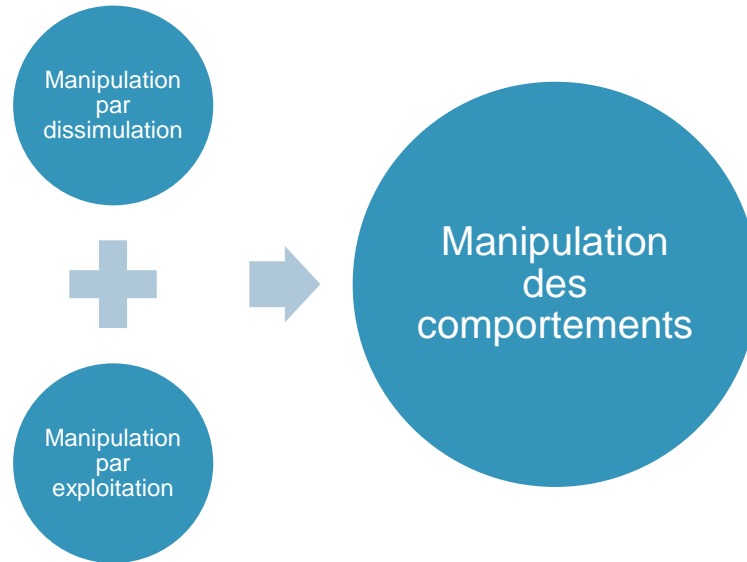 Manipulation
par
dissimulation
Manipulation
par
exploitation
Manipulation
des
comportements